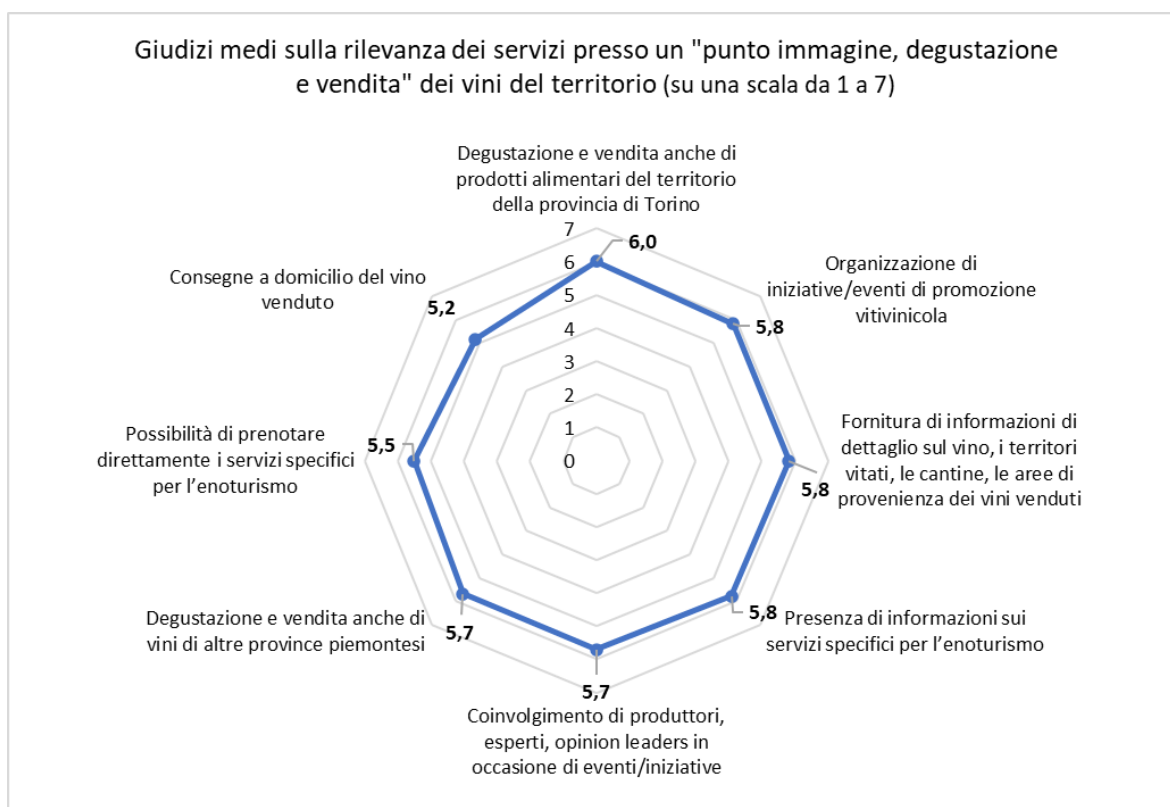 Giudizi medi sulla rilevanza dei servizi presso un "punto immagine, degustazione
e vendita" dei vini del territorio (su una scala da 1 a 7)
Degustazione e vendita anche di
prodotti alimentari del territorio
della provincia di Torino
6,0
Organizzazione di
iniziative/eventi di promozione
vitivinicola
5,8
Fornitura di informazioni di
dettaglio sul vino, i territori
vitati, le cantine, le aree di
provenienza dei vini venduti
5,8
Presenza di informazioni sui
servizi specifici per l’enoturismo
5,8
5,7
Coinvolgimento di produttori,
esperti, opinion leaders in
occasione di eventi/iniziative
Degustazione e vendita anche di
vini di altre province piemontesi
5,7
Possibilità di prenotare
direttamente i servizi specifici
per l’enoturismo
5,5
Consegne a domicilio del vino
venduto
5,2
7
6
5
4
3
2
1
0